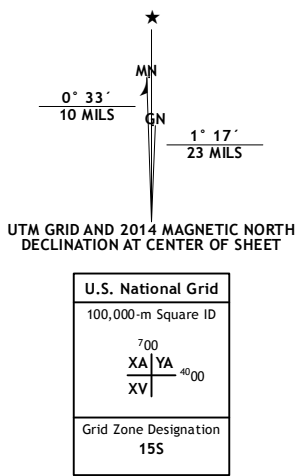 ★
MN
0° 33´
10 MILS
GN
1° 17´
23 MILS
UTM GRID AND 2014 MAGNETIC NORTH
DECLINATION AT CENTER OF SHEET
U.S. National Grid
100,000-m Square ID
⁷00
XA YA
⁴⁰00
XV
Grid Zone Designation
15S